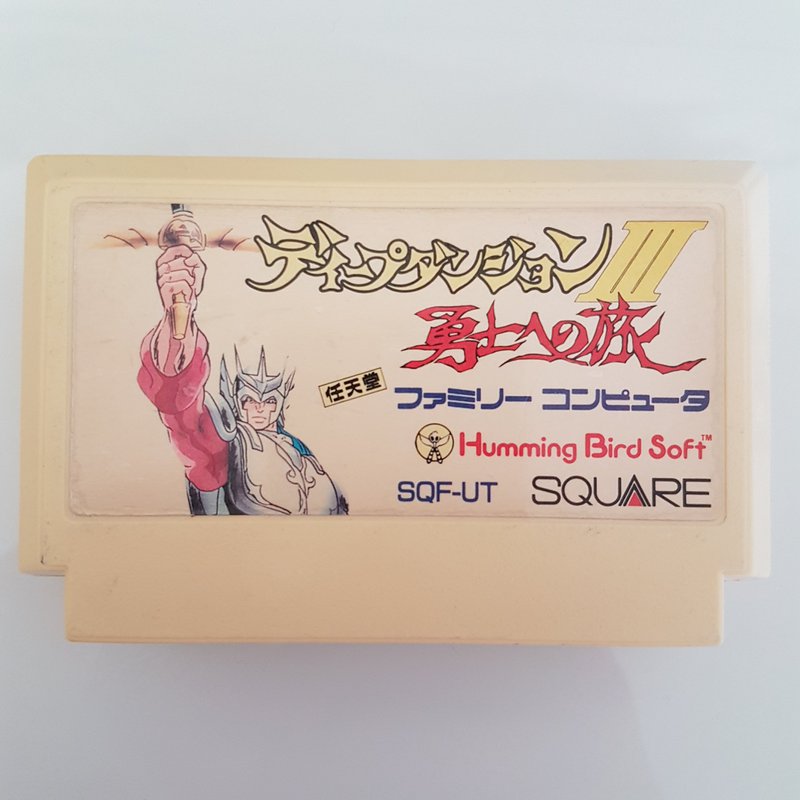 ディープダンジョンIII
勇士への旅
任天堂
ファミリーコンピュータ
Humming Bird Soft™
SQF-UT SQUARE